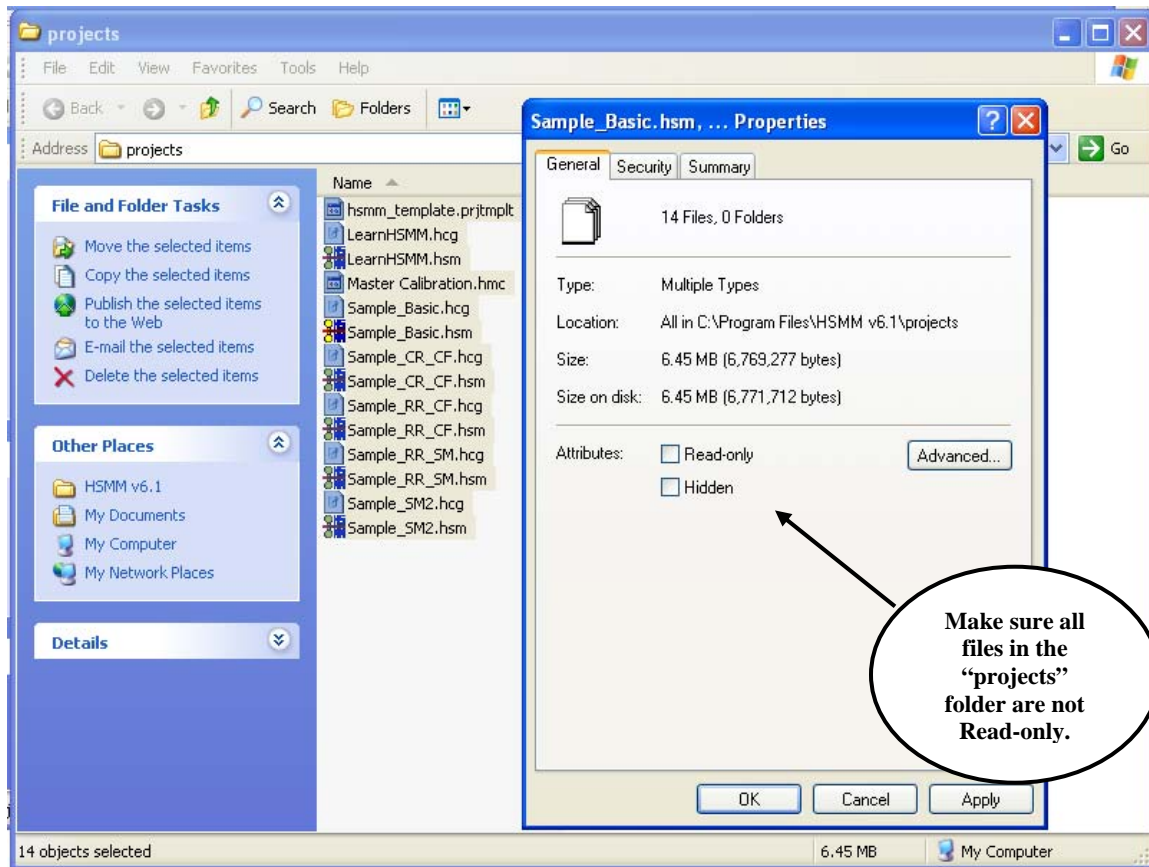 projects
File Edit View Favorites Tools Help
Back Search Folders
Address projects Go
File and Folder Tasks
Move the selected items
Copy the selected items
Publish the selected items
to the Web
E-mail the selected items
Delete the selected items
Other Places
HSMM v6.1
My Documents
My Computer
My Network Places
Details
Name
hsmm_template.prjtmplt
LearnHSMM.hcg
LearnHSMM.hsm
Master Calibration.hmc
Sample_Basic.hcg
Sample_Basic.hsm
Sample_CR_CF.hcg
Sample_CR_CF.hsm
Sample_RR_CF.hcg
Sample_RR_CF.hsm
Sample_RR_SM.hcg
Sample_RR_SM.hsm
Sample_SM2.hcg
Sample_SM2.hsm
Sample_Basic.hsm, ... Properties
General Security Summary
14 Files, 0 Folders
Type: Multiple Types
Location: All in C:\Program Files\HSMM v6.1\projects
Size: 6.45 MB (6,769,277 bytes)
Size on disk: 6.45 MB (6,771,712 bytes)
Attributes: Read-only Advanced...
Hidden
Make sure all
files in the
“projects”
folder are not
Read-only.
OK Cancel Apply
14 objects selected 6.45 MB My Computer